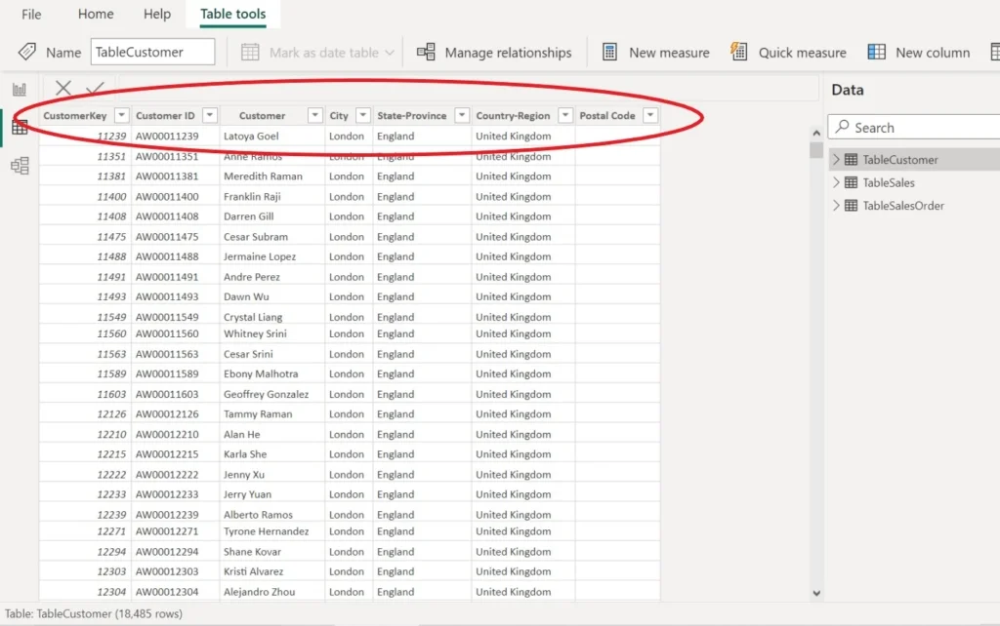 File Home Help Table tools
Name TableCustomer Mark as date table Manage relationships New measure Quick measure New column
Data
CustomerKey Customer ID Customer City State-Province Country-Region Postal Code
Search
11239 AW00011239 Latoya Goel London England United Kingdom
11351 AW00011351 Anne Ramos London England United Kingdom
TableCustomer
11381 AW00011381 Meredith Raman London England United Kingdom
TableSales
11400 AW00011400 Franklin Raji London England United Kingdom
TableSalesOrder
11408 AW00011408 Darren Gill London England United Kingdom
11475 AW00011475 Cesar Subram London England United Kingdom
11488 AW00011488 Jermaine Lopez London England United Kingdom
11491 AW00011491 Andre Perez London England United Kingdom
11493 AW00011493 Dawn Wu London England United Kingdom
11549 AW00011549 Crystal Liang London England United Kingdom
11560 AW00011560 Whitney Srini London England United Kingdom
11563 AW00011563 Cesar Srini London England United Kingdom
11589 AW00011589 Ebony Malhotra London England United Kingdom
11603 AW00011603 Geoffrey Gonzalez London England United Kingdom
12126 AW00012126 Tammy Raman London England United Kingdom
12210 AW00012210 Alan He London England United Kingdom
12215 AW00012215 Karla She London England United Kingdom
12222 AW00012222 Jenny Xu London England United Kingdom
12233 AW00012233 Jerry Yuan London England United Kingdom
12239 AW00012239 Alberto Ramos London England United Kingdom
12271 AW00012271 Tyrone Hernandez London England United Kingdom
12294 AW00012294 Shane Kovar London England United Kingdom
12303 AW00012303 Kristi Alvarez London England United Kingdom
12304 AW00012304 Alejandro Zhou London England United Kingdom
Table: TableCustomer (18,485 rows)